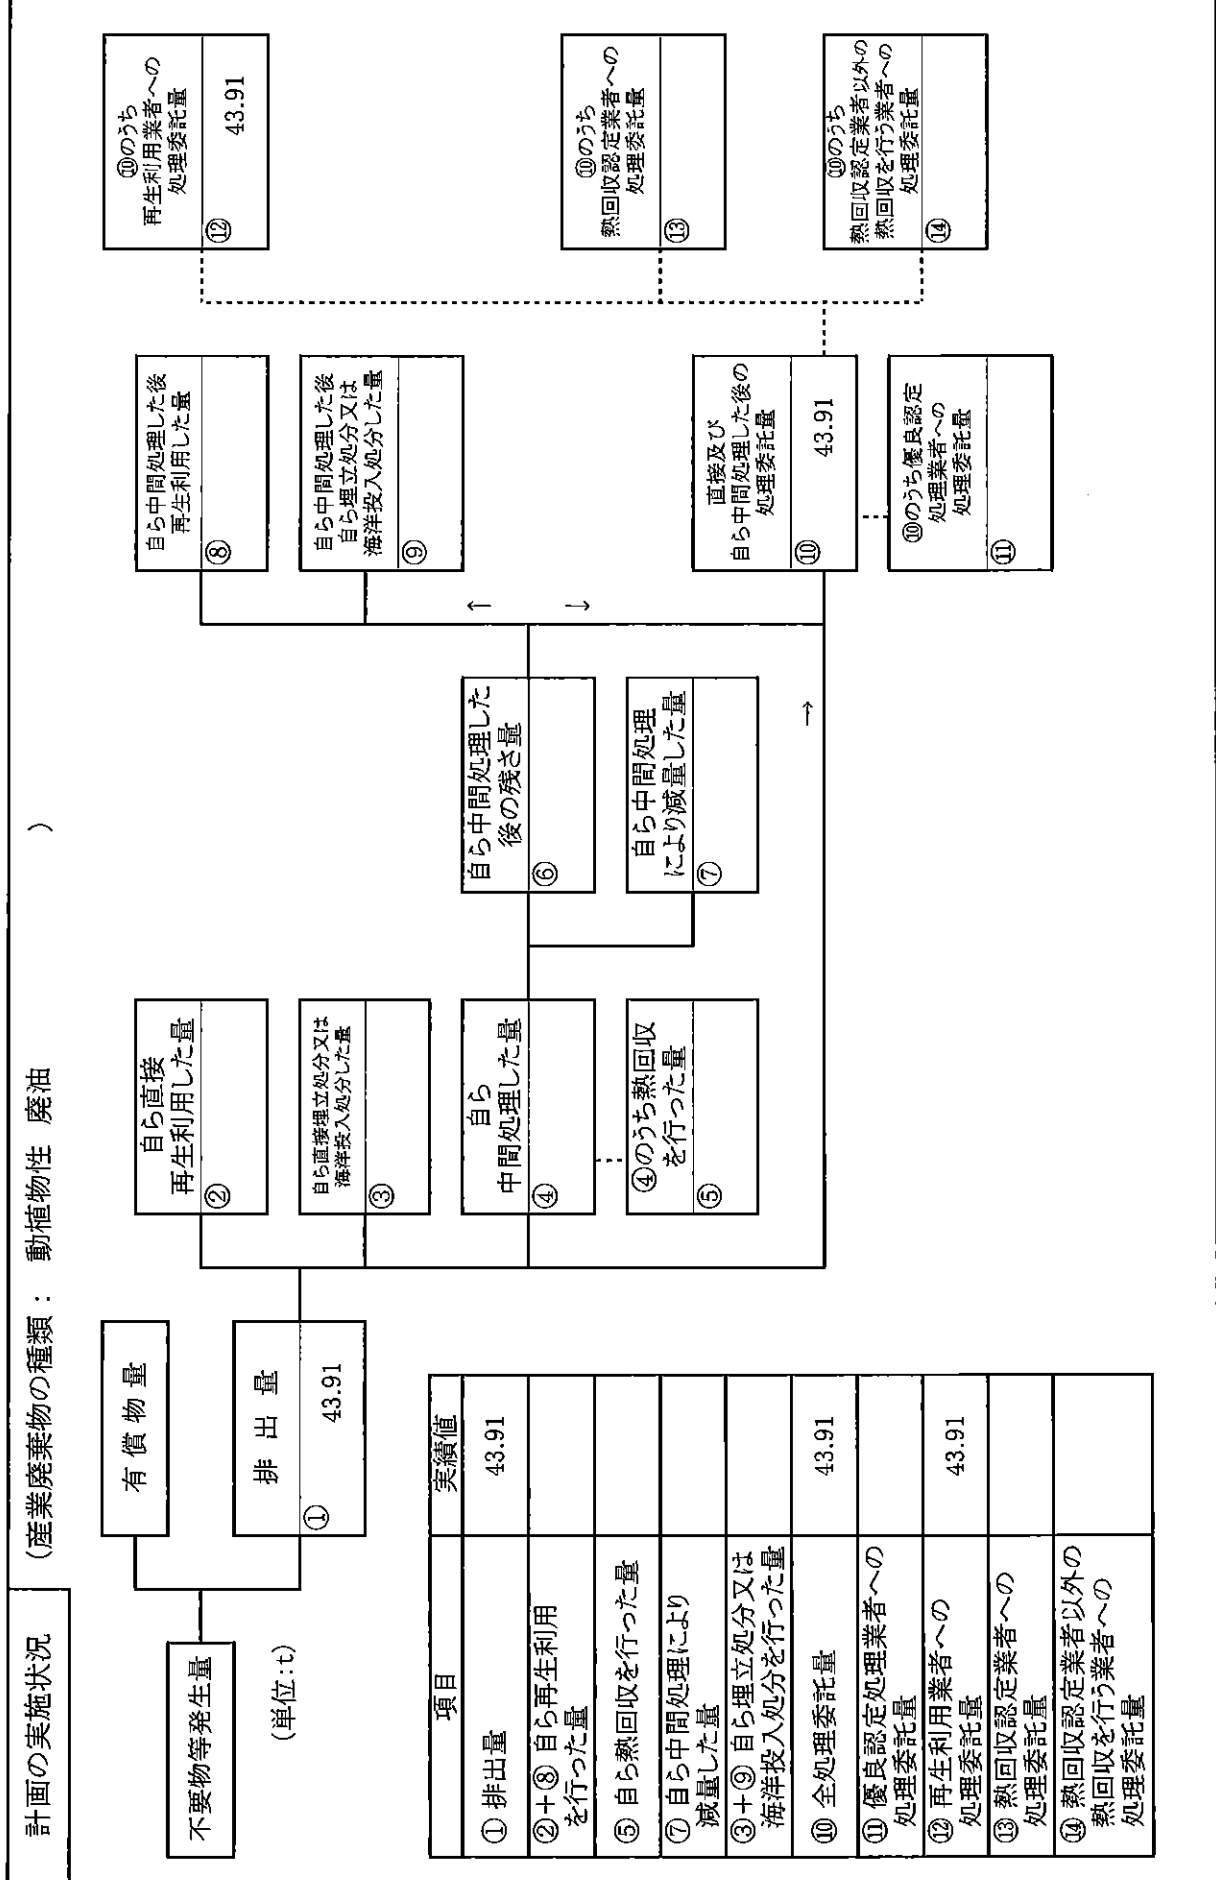 計画の実施状況
(産業廃棄物の種類： 動植物性 廃油 )
不要物等発生量
(単位:t)
有償物量
排出量
①
43.91
自ら直接
再生利用した量
②
自ら直接埋立処分又は
海洋投入処分した量
③
自ら
中間処理した量
④
④のうち熱回収
を行った量
⑤
自ら中間処理した
後の残さ量
⑥
自ら中間処理
により減量した量
⑦
→
↑
↓
自ら中間処理した後
再生利用した量
⑧
自ら中間処理した後
自ら埋立処分又は
海洋投入処分した量
⑨
直接及び
自ら中間処理した後の
処理委託量
⑩
43.91
⑩のうち優良認定
処理業者への
処理委託量
⑪
⑩のうち
再生利用業者への
処理委託量
⑫
43.91
⑩のうち
熱回収認定業者への
処理委託量
⑬
⑩のうち
熱回収認定業者以外の
熱回収を行う業者への
処理委託量
⑭
項目 実績値
①排出量 43.91
②＋⑧ 自ら再生利用
を行った量
⑤ 自ら熱回収を行った量
⑦ 自ら中間処理により
減量した量
③＋⑨ 自ら埋立処分又は
海洋投入処分を行った量
⑩ 全処理委託量 43.91
⑪ 優良認定処理業者への
処理委託量
⑫ 再生利用業者への 43.91
処理委託量
⑬ 熱回収認定業者への
処理委託量
⑭ 熱回収認定業者以外の
熱回収を行う業者への
処理委託量